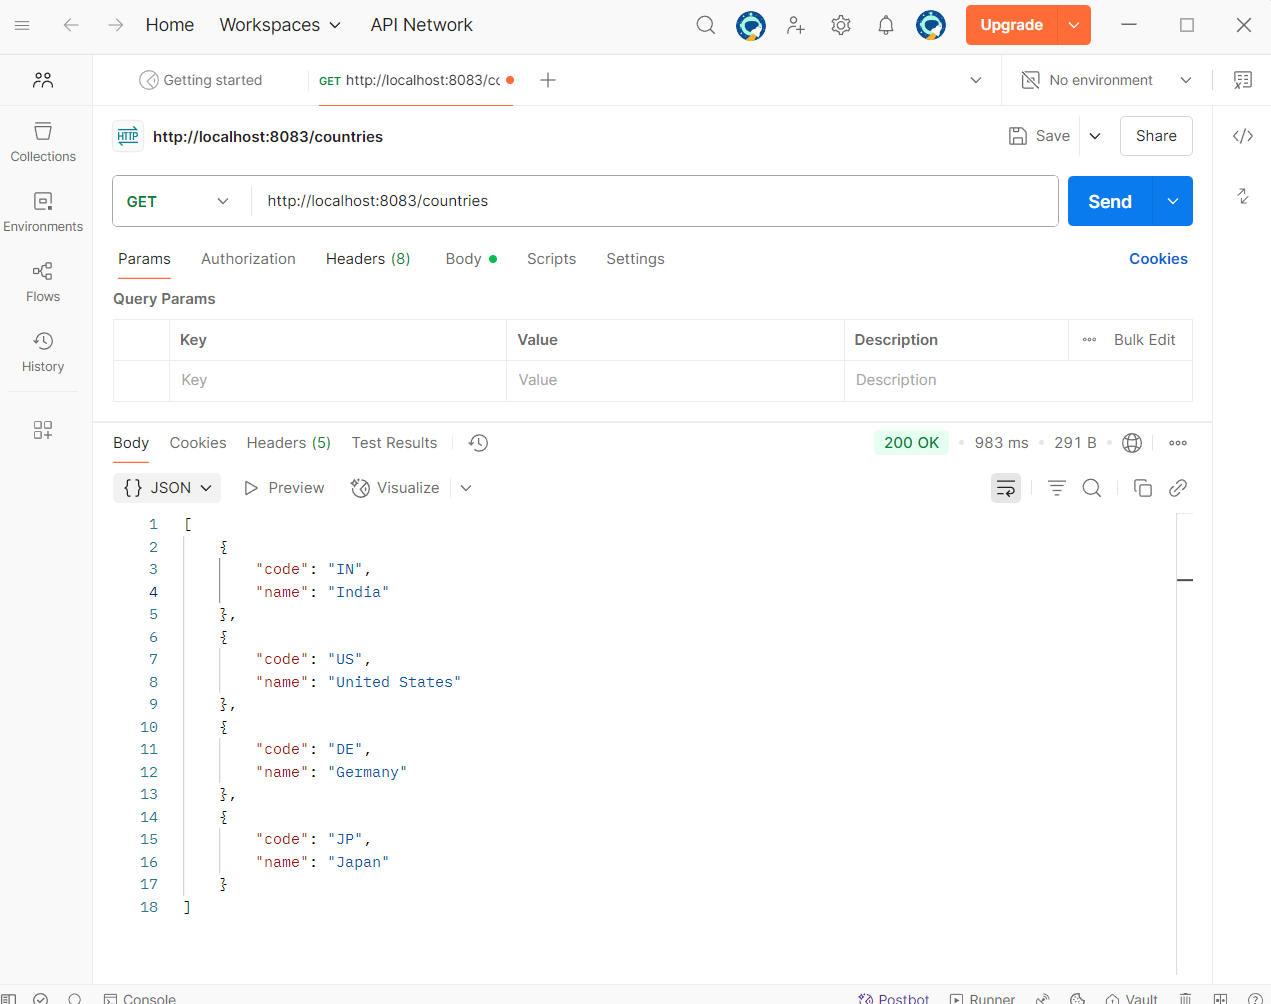 Home Workspaces API Network Upgrade
Getting started GET http://localhost:8083/cc No environment
HTTP http://localhost:8083/countries Save Share
Collections
Environments
Flows
History
GET http://localhost:8083/countries Send
Params Authorization Headers (8) Body Scripts Settings Cookies
Query Params
Key Value Description Bulk Edit
Key Value Description
Body Cookies Headers (5) Test Results 200 OK 983 ms 291 B
{} JSON Preview Visualize
1 [
2 {
3 "code": "IN",
4 "name": "India"
5 },
6 {
7 "code": "US",
8 "name": "United States"
9 },
10 {
11 "code": "DE",
12 "name": "Germany"
13 },
14 {
15 "code": "JP",
16 "name": "Japan"
17 }
18 ]
Console Postbot Runner Vault